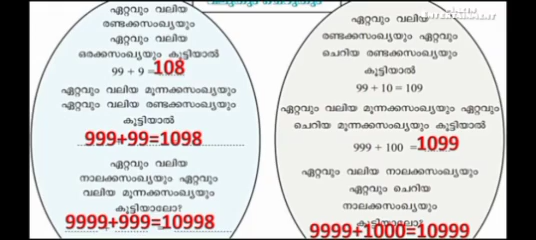 ഏറ്റവും വലിയ
രണ്ടക്കസംഖ്യയും
ഏറ്റവും വലിയ
ഒരക്കസംഖ്യയും കൂട്ടിയാൽ
99 + 9 = 108
ഏറ്റവും വലിയ മൂന്നക്കസംഖ്യയും
ഏറ്റവും വലിയ രണ്ടക്കസംഖ്യയും
കൂട്ടിയാൽ
999+99=1098
ഏറ്റവും വലിയ
നാലക്കസംഖ്യയും ഏറ്റവും
വലിയ മൂന്നക്കസംഖ്യയും
കൂട്ടിയാലോ?
9999+999=10998
ENTERTAINMENT
ഏറ്റവും വലിയ
രണ്ടക്കസംഖ്യയും ഏറ്റവും
ചെറിയ രണ്ടക്കസംഖ്യയും
കൂട്ടിയാൽ
99 + 10 = 109
ഏറ്റവും വലിയ മൂന്നക്കസംഖ്യയും ഏറ്റവും
ചെറിയ മൂന്നക്കസംഖ്യയും കൂട്ടിയാൽ
999 + 100 = 1099
ഏറ്റവും വലിയ നാലക്കസംഖ്യയും
ഏറ്റവും ചെറിയ
നാലക്കസംഖ്യയും
കൂട്ടിയാലോ?
9999+1000=10999